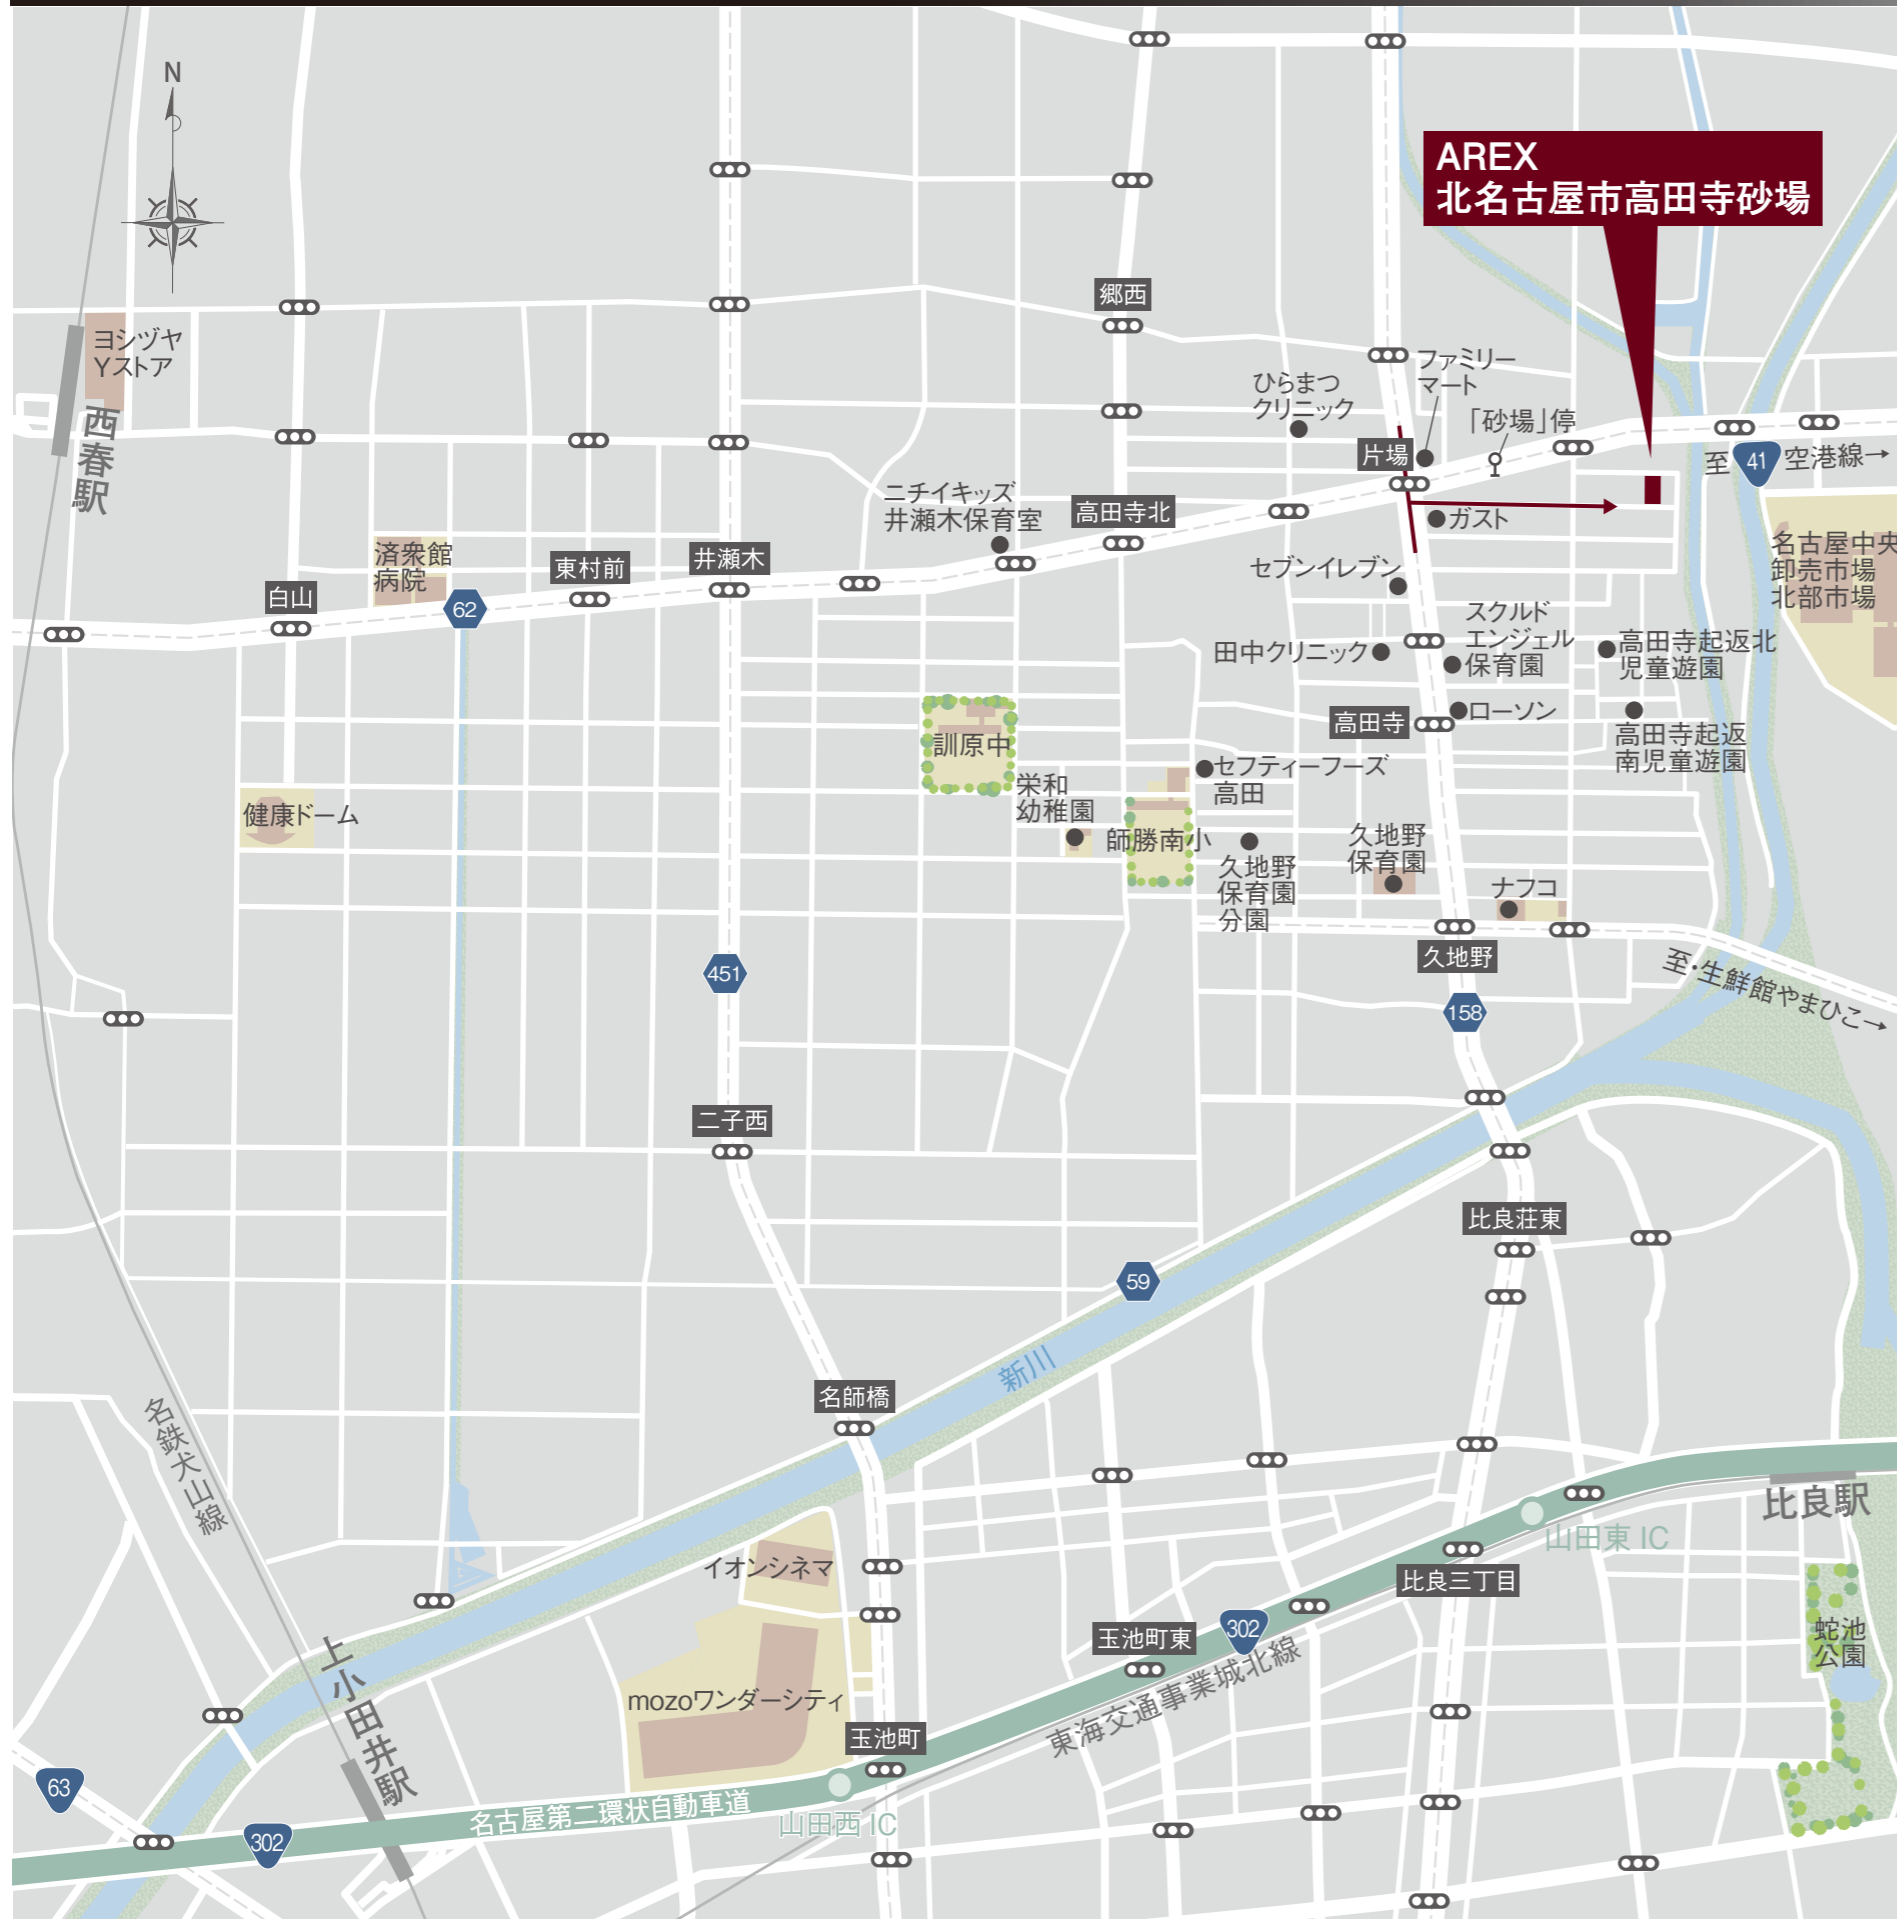 N
AREX
北名古屋市高田寺砂場
郷西
ヨシヅヤ
Yストア
西春駅
ファミリー
マート
ひらまつ
クリニック
「砂場」停
片場
至
41
空港線→
ニチイキッズ
井瀬木保育室
高田寺北
ガスト
名古屋中央
卸売市場
北部市場
済衆館
病院
東村前
井瀬木
セブンイレブン
白山
62
スクルド
エンジェル
保育園
田中クリニック
高田寺起返北
児童遊園
高田寺
ローソン
高田寺起返
南児童遊園
訓原中
セフティーフーズ
高田
栄和
幼稚園
健康ドーム
師勝南小
久地野
保育園
久地野
保育園
分園
ナフコ
久地野
至・生鮮館やまひこ→
451
158
二子西
比良荘東
59
新川
名師橋
名鉄犬山線
比良駅
山田東 IC
イオンシネマ
比良三丁目
302
玉池町東
蛇池
公園
上小田井駅
mozoワンダーシティ
東海交通事業城北線
玉池町
63
名古屋第二環状自動車道
山田西 IC
302